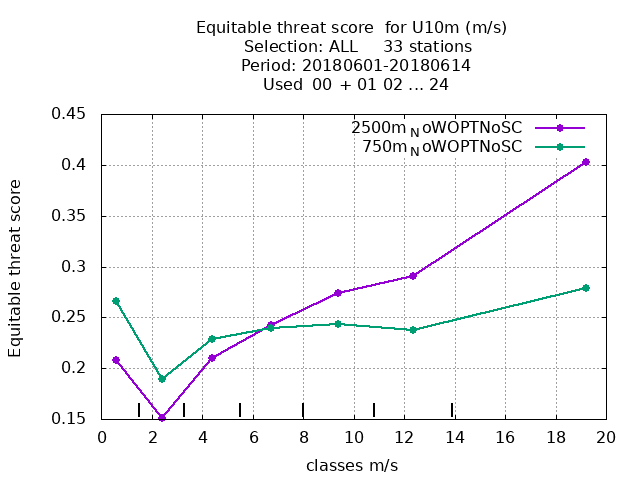 Equitable threat score  for U10m (m/s)
Selection: ALL     33 stations
Period: 20180601-20180614
Used  00 + 01 02 ... 24
2500m_NoWOPTNoSC
750m_NoWOPTNoSC
Equitable threat score
0.45
0.4
0.35
0.3
0.25
0.2
0.15
0 2 4 6 8 10 12 14 16 18 20
classes m/s